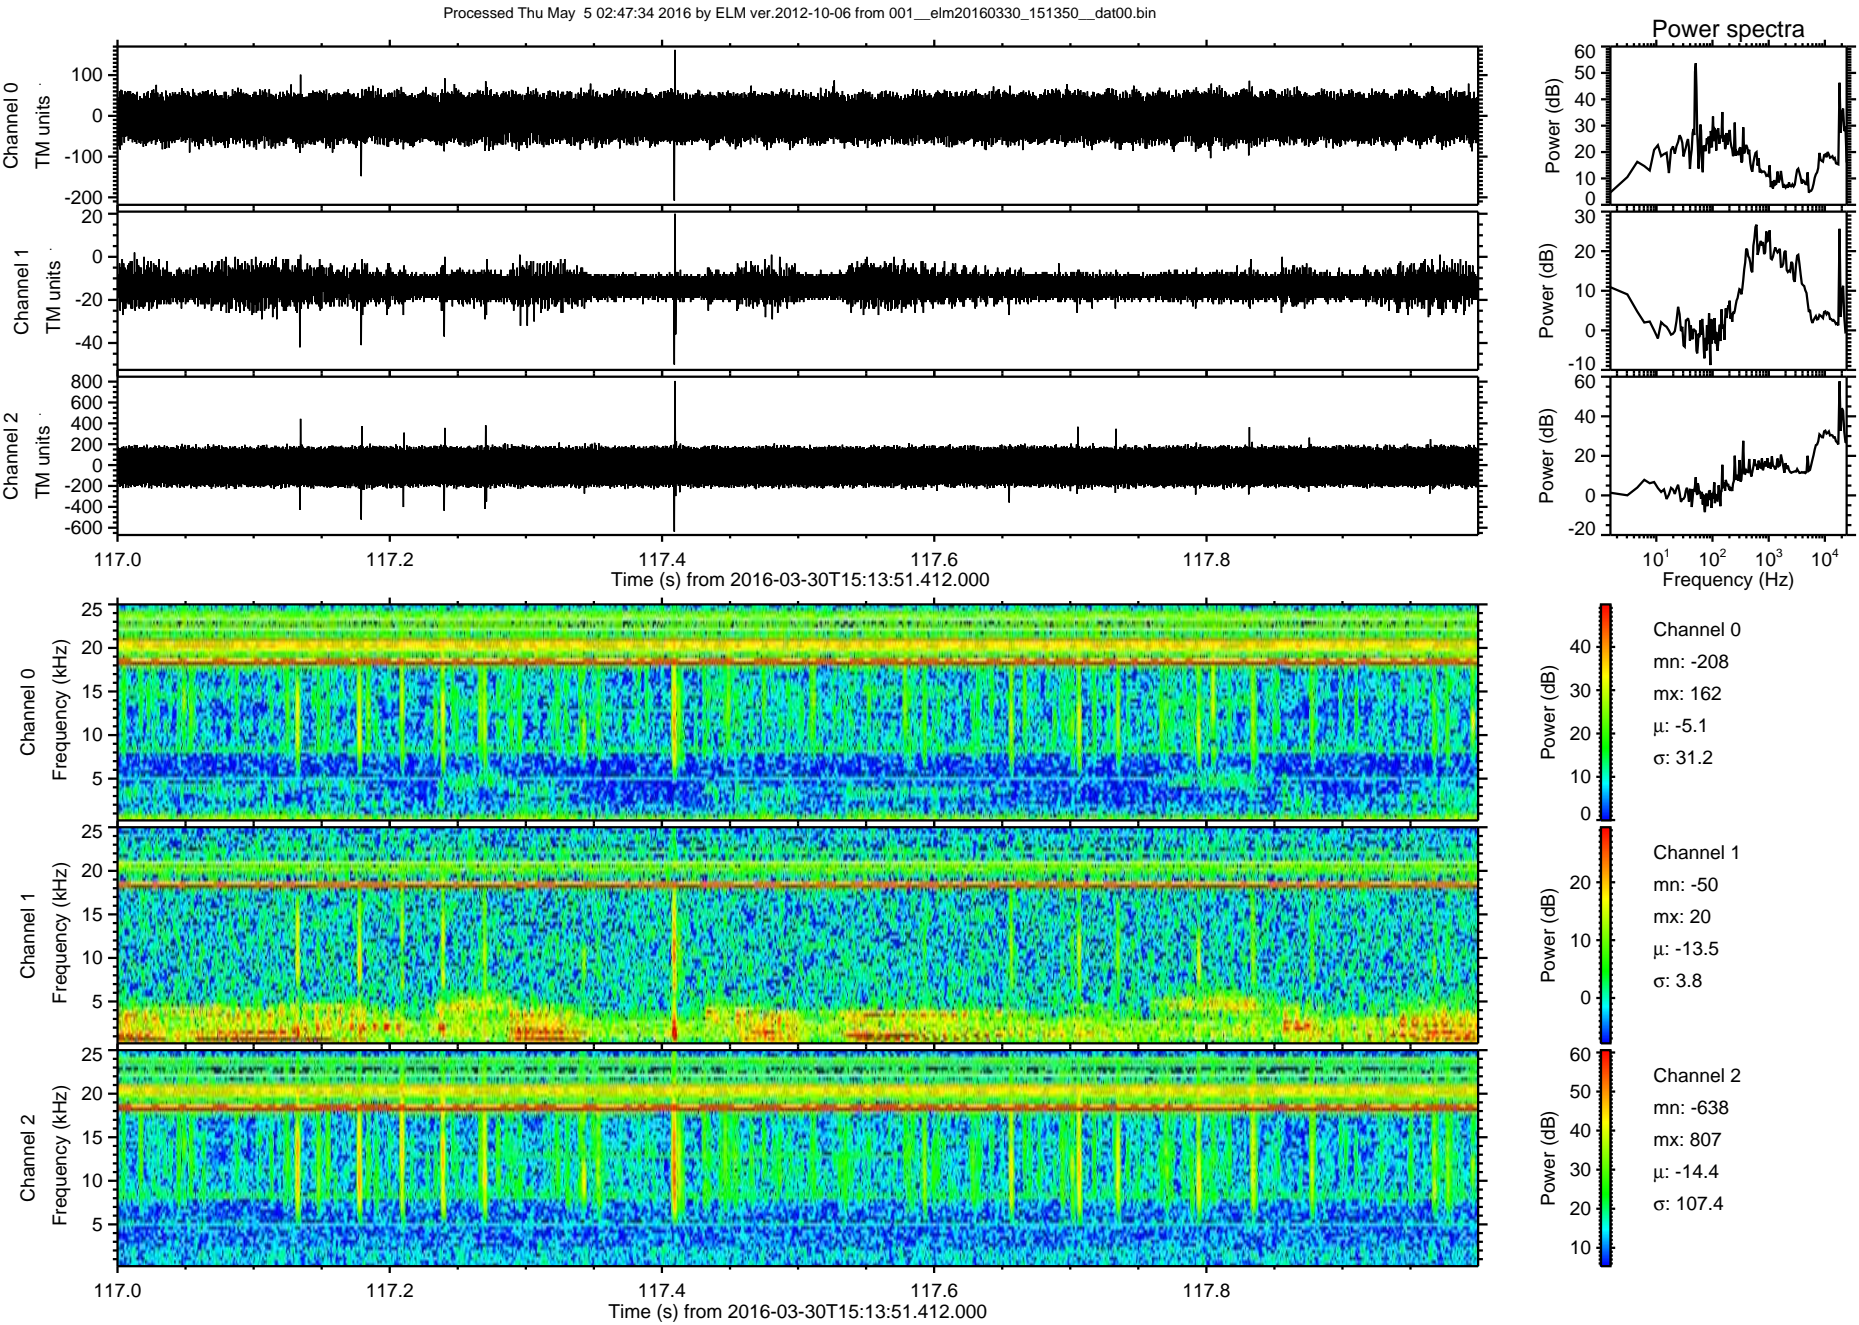 Processed Thu May  5 02:47:34 2016 by ELM ver.2012-10-06 from 001__elm20160330_151350__dat00.bin
Power spectra
Channel 0
TM units
100
0
-100
-200
Power (dB)
60
50
40
30
20
10
0
Channel 1
TM units
20
0
-20
-40
Power (dB)
30
20
10
0
-10
Channel 2
TM units
800
600
400
200
0
-200
-400
-600
Power (dB)
60
40
20
0
-20
117.0 117.2 117.4 117.6 117.8
Time (s) from 2016-03-30T15:13:51.412.000
10^1 10^2 10^3 10^4
Frequency (Hz)
Channel 0
Frequency (kHz)
25
20
15
10
5
Power (dB)
40
30
20
10
0
Channel 0
mn: -208
mx: 162
μ: -5.1
σ: 31.2
Channel 1
Frequency (kHz)
25
20
15
10
5
Power (dB)
20
10
0
Channel 1
mn: -50
mx: 20
μ: -13.5
σ: 3.8
Channel 2
Frequency (kHz)
25
20
15
10
5
Power (dB)
60
50
40
30
20
10
Channel 2
mn: -638
mx: 807
μ: -14.4
σ: 107.4
117.0 117.2 117.4 117.6 117.8
Time (s) from 2016-03-30T15:13:51.412.000